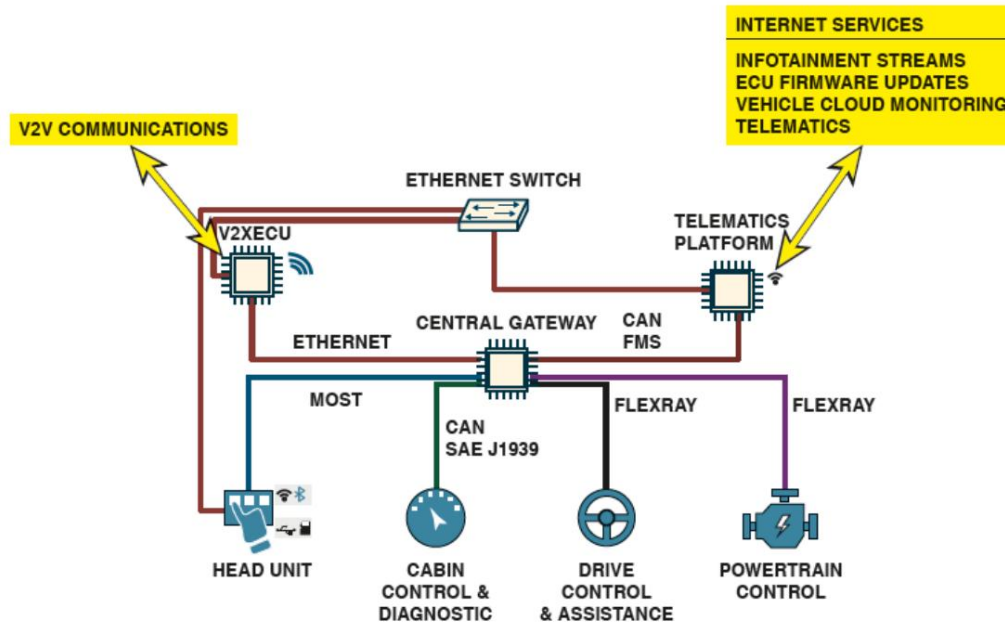 INTERNET SERVICES
INFOTAINMENT STREAMS
ECU FIRMWARE UPDATES
VEHICLE CLOUD MONITORING
TELEMATICS
V2V COMMUNICATIONS
ETHERNET SWITCH
V2XECU
TELEMATICS
PLATFORM
CENTRAL GATEWAY
CAN
FMS
ETHERNET
MOST
CAN
SAE J1939
FLEXRAY
FLEXRAY
HEAD UNIT
CABIN
CONTROL &
DIAGNOSTIC
DRIVE
CONTROL
& ASSISTANCE
POWERTRAIN
CONTROL